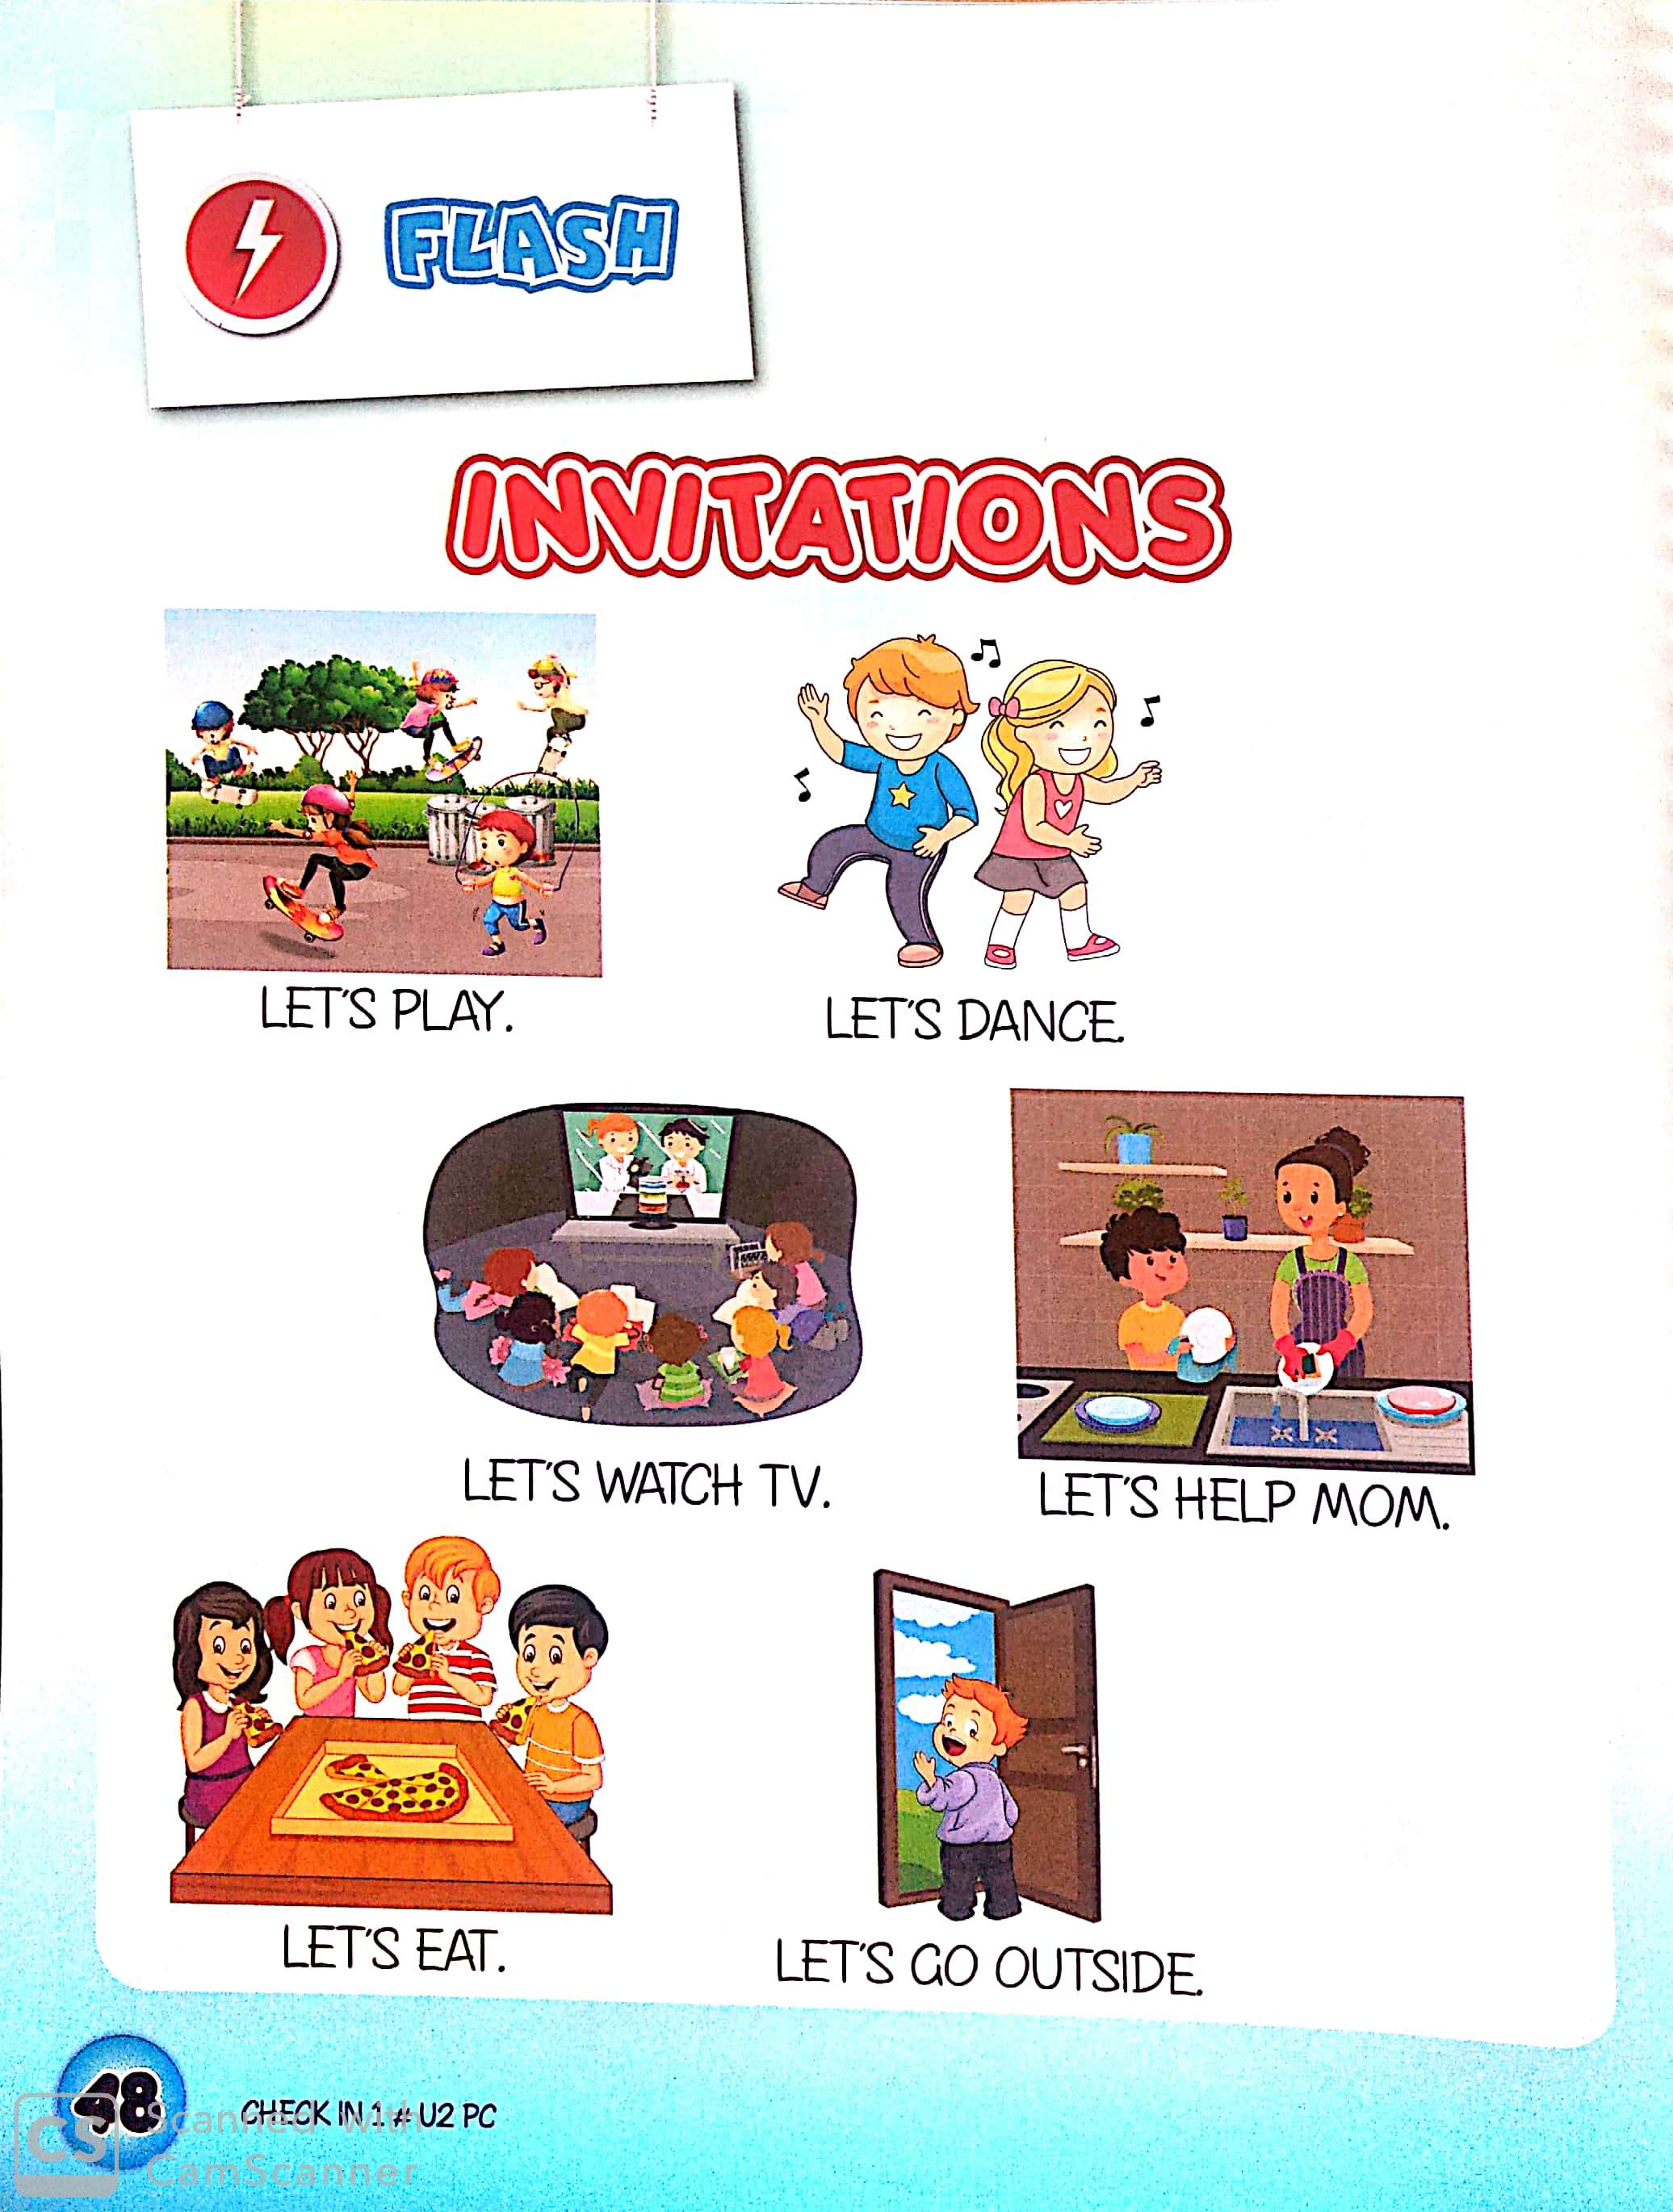 FLASH
INVITATIONS
LET'S PLAY.
LET'S DANCE.
LET'S WATCH TV.
LET'S HELP MOM.
LET'S EAT.
LET'S GO OUTSIDE.
48
CHECK IN 1 # U2 PC
CS
Scanned with
CamScanner